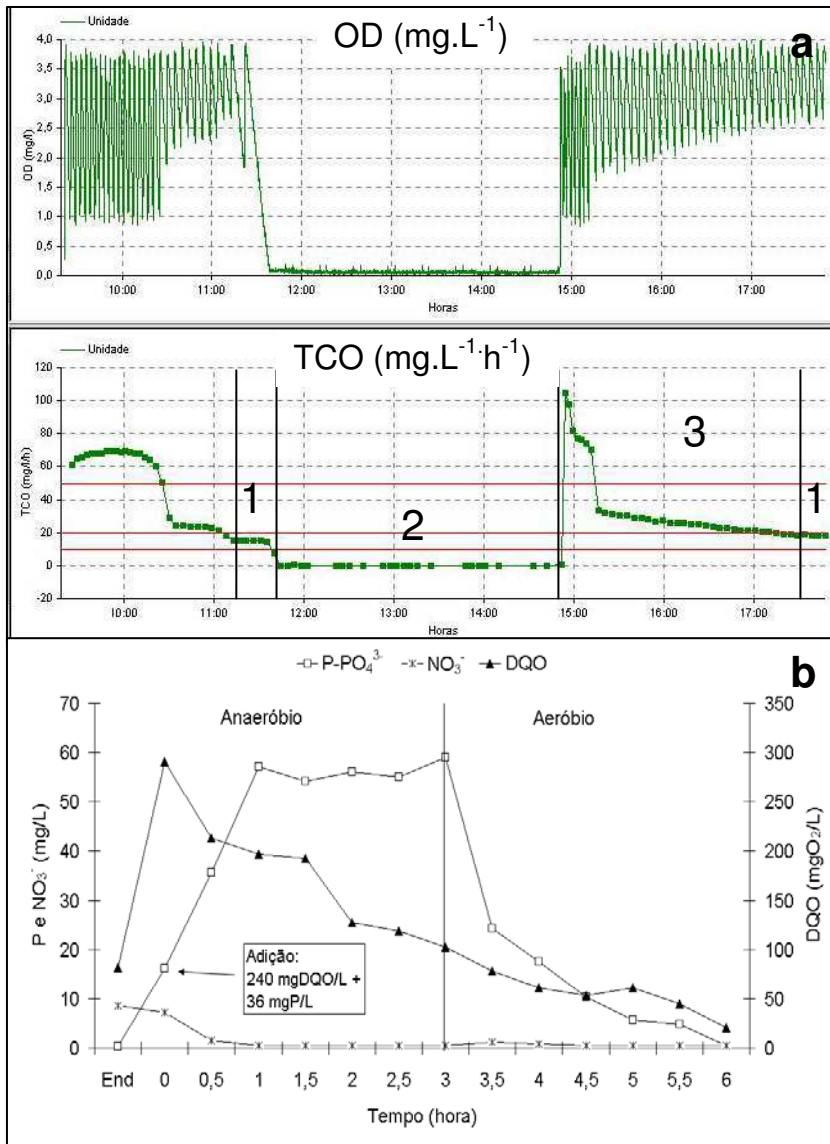 Unidade
OD (mg.L⁻¹)
a
4,0
3,5
3,0
2,5
2,0
1,5
1,0
0,5
0,0
OD (mg/l)
10:00 11:00 12:00 13:00 14:00 15:00 16:00 17:00
Horas
Unidade
TCO (mg.L⁻¹·h⁻¹)
120
100
80
60
40
20
0
-20
TCO (mg/l/h)
1
2
3
1
10:00 11:00 12:00 13:00 14:00 15:00 16:00 17:00
Horas
P-PO₄³⁻ NO₃⁻ DQO
b
Anaeróbio Aeróbio
70
60
50
40
30
20
10
0
P e NO₃⁻ (mg/L)
350
300
250
200
150
100
50
0
DQO (mgO₂/L)
Adição:
240 mgDQO/L +
36 mgP/L
End 0 0,5 1 1,5 2 2,5 3 3,5 4 4,5 5 5,5 6
Tempo (hora)